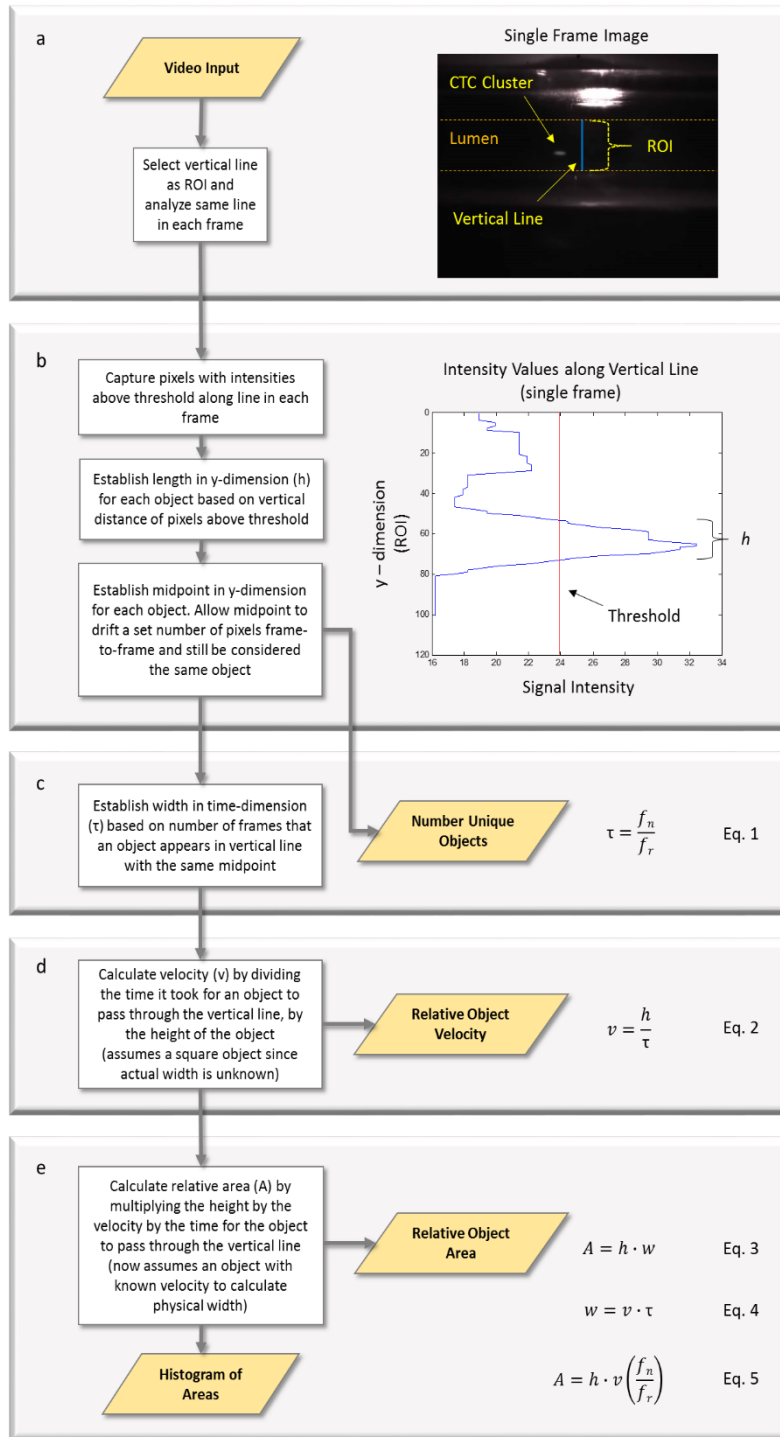 a
Video Input
Select vertical line
as ROI and
analyze same line
in each frame
Single Frame Image
CTC Cluster
Lumen
ROI
Vertical Line
b
Capture pixels with intensities
above threshold along line in each
frame
Establish length in y-dimension (h)
for each object based on vertical
distance of pixels above threshold
Establish midpoint in y-dimension
for each object. Allow midpoint to
drift a set number of pixels frame-
to-frame and still be considered
the same object
Intensity Values along Vertical Line
(single frame)
y – dimension
(ROI)
0
20
40
60
80
100
120
h
Threshold
16 18 20 22 24 26 28 30 32 34
Signal Intensity
c
Establish width in time-dimension
(τ) based on number of frames that
an object appears in vertical line
with the same midpoint
Number Unique
Objects
τ = fₙ/fᵣ Eq. 1
d
Calculate velocity (v) by dividing
the time it took for an object to
pass through the vertical line, by
the height of the object
(assumes a square object since
actual width is unknown)
Relative Object
Velocity
v = h/τ Eq. 2
e
Calculate relative area (A) by
multiplying the height by the
velocity by the time for the object
to pass through the vertical line
(now assumes an object with
known velocity to calculate
physical width)
Relative Object
Area
A = h · w Eq. 3
w = v · τ Eq. 4
A = h · v (fₙ/fᵣ) Eq. 5
Histogram of
Areas